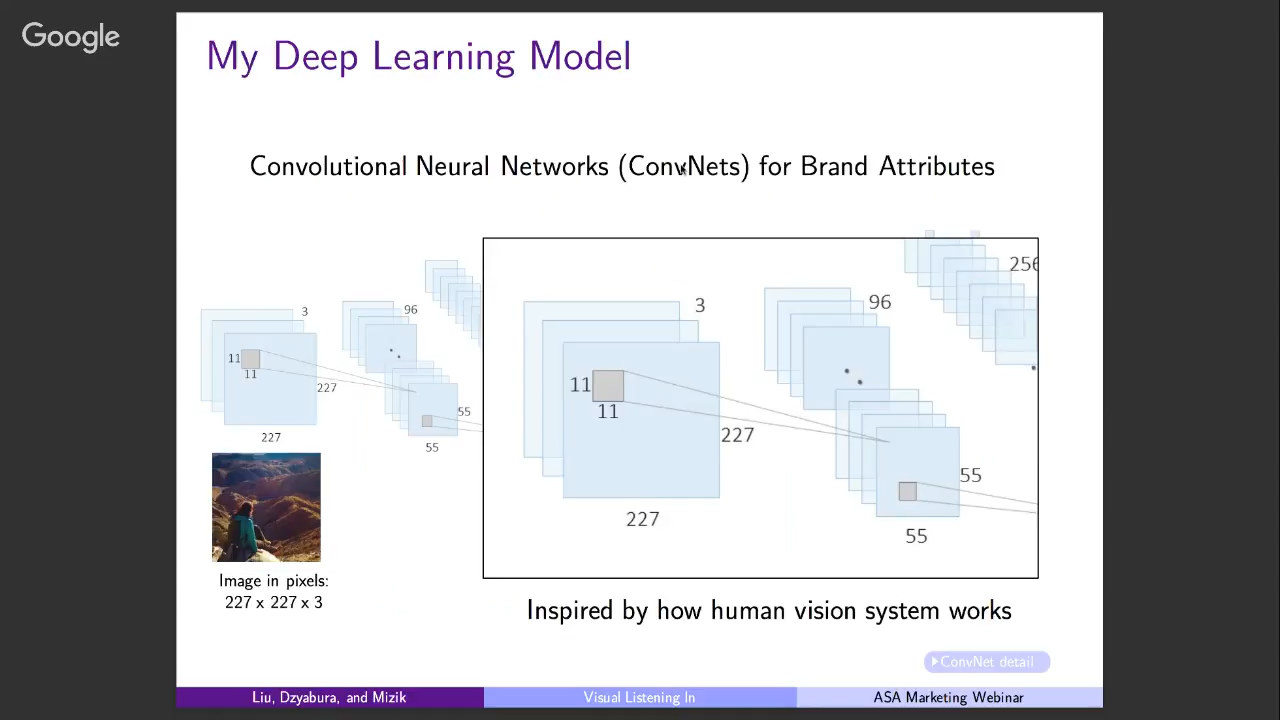 Google
My Deep Learning Model
Convolutional Neural Networks (ConvNets) for Brand Attributes
3
96
11
11
227
55
227
55
Image in pixels:
227 x 227 x 3
3
96
256
11
11
227
55
227
55
Inspired by how human vision system works
ConvNet detail
Liu, Dzyabura, and Mizik
Visual Listening In
ASA Marketing Webinar